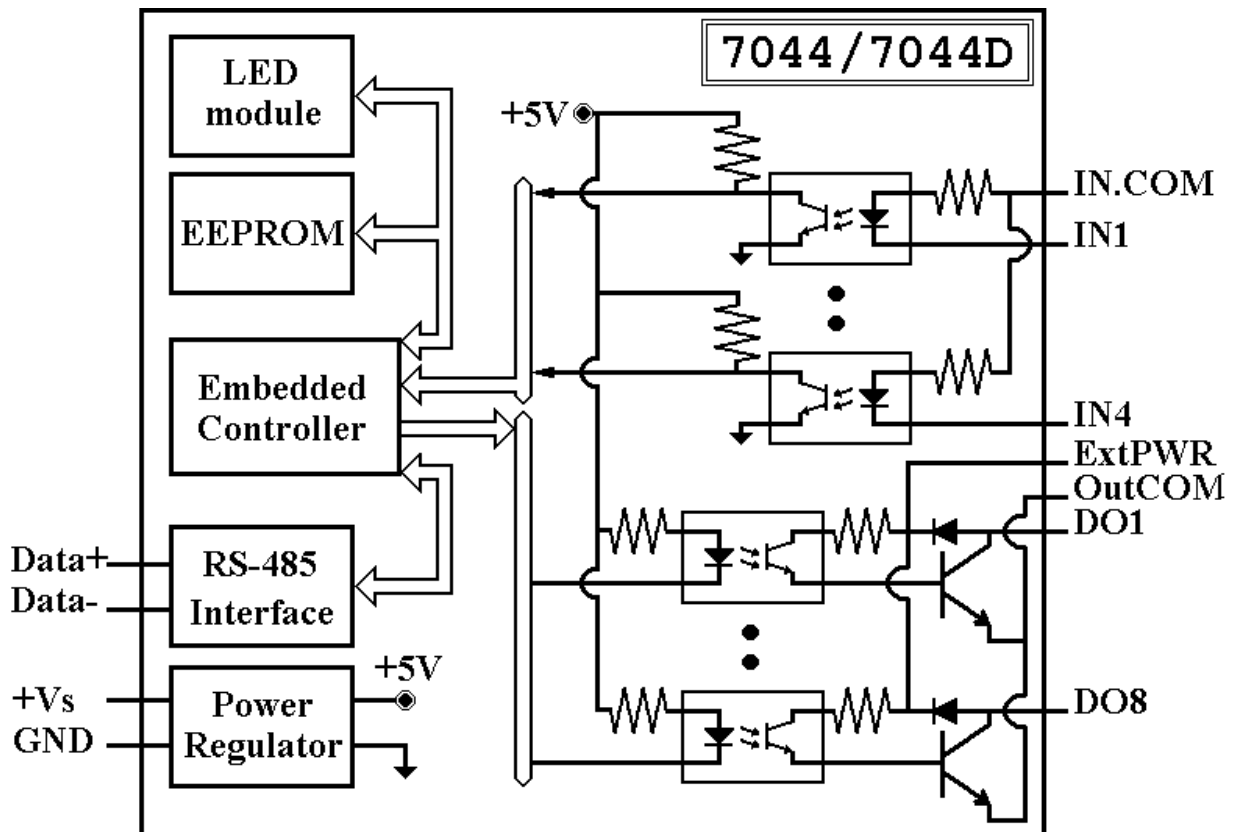 7044/7044D
LED
module
EEPROM
Embedded
Controller
RS-485
Interface
Power
Regulator
Data+
Data-
+Vs
GND
+5V
+5V
IN.COM
IN1
IN4
ExtPWR
OutCOM
DO1
DO8